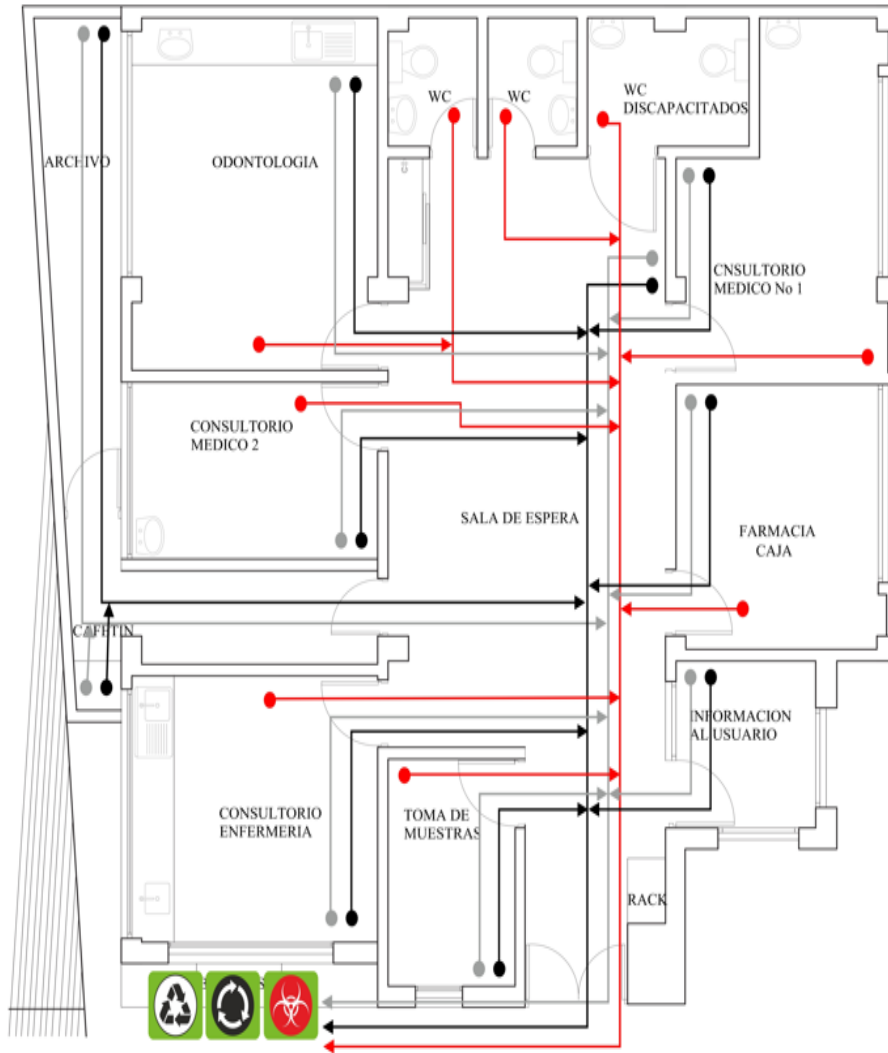 WC
WC
WC
DISCAPACITADOS
ARCHIVO
ODONTOLOGIA
CNSULTORIO
MEDICO No 1
CONSULTORIO
MEDICO 2
SALA DE ESPERA
FARMACIA
CAJA
CAFETIN
INFORMACION
AL USUARIO
CONSULTORIO
ENFERMERIA
TOMA DE
MUESTRAS
RACK